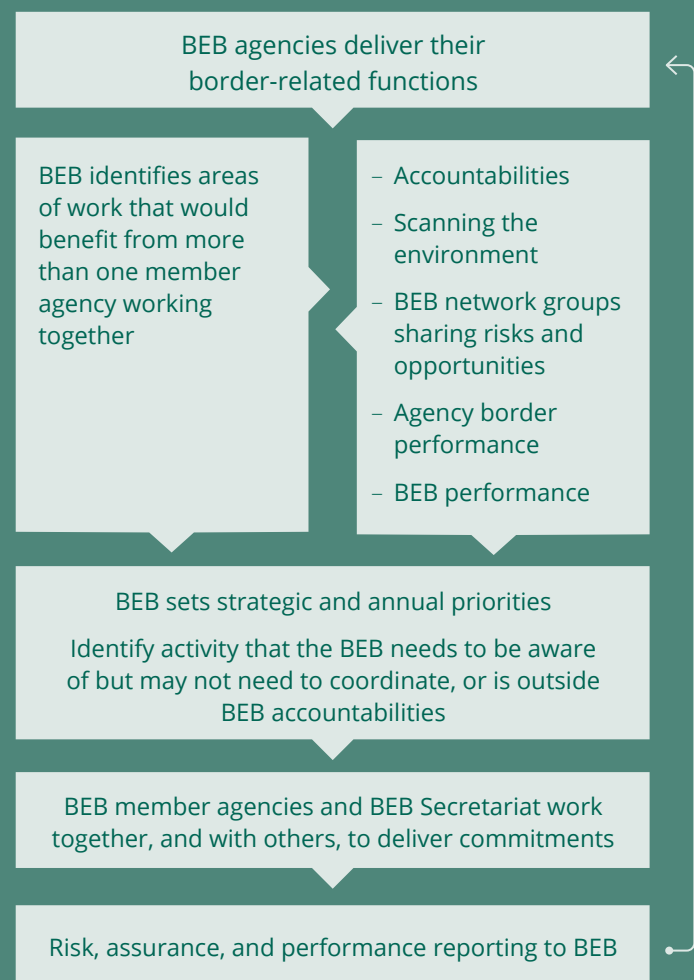 BEB agencies deliver their
border-related functions
BEB identifies areas
of work that would
benefit from more
than one member
agency working
together
– Accountabilities
– Scanning the
environment
– BEB network groups
sharing risks and
opportunities
– Agency border
performance
– BEB performance
BEB sets strategic and annual priorities
Identify activity that the BEB needs to be aware
of but may not need to coordinate, or is outside
BEB accountabilities
BEB member agencies and BEB Secretariat work
together, and with others, to deliver commitments
Risk, assurance, and performance reporting to BEB